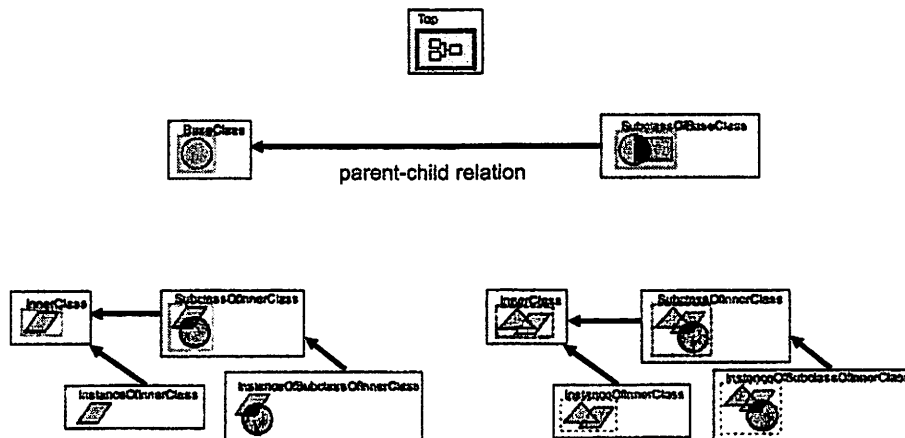 Top
BaseClass
SubclassOfBaseClass
parent-child relation
InnerClass
SubclassOfInnerClass
InstanceOfInnerClass
InstanceOfSubclassOfInnerClass
InnerClass
SubclassOfInnerClass
InstanceOfInnerClass
InstanceOfSubclassOfInnerClass